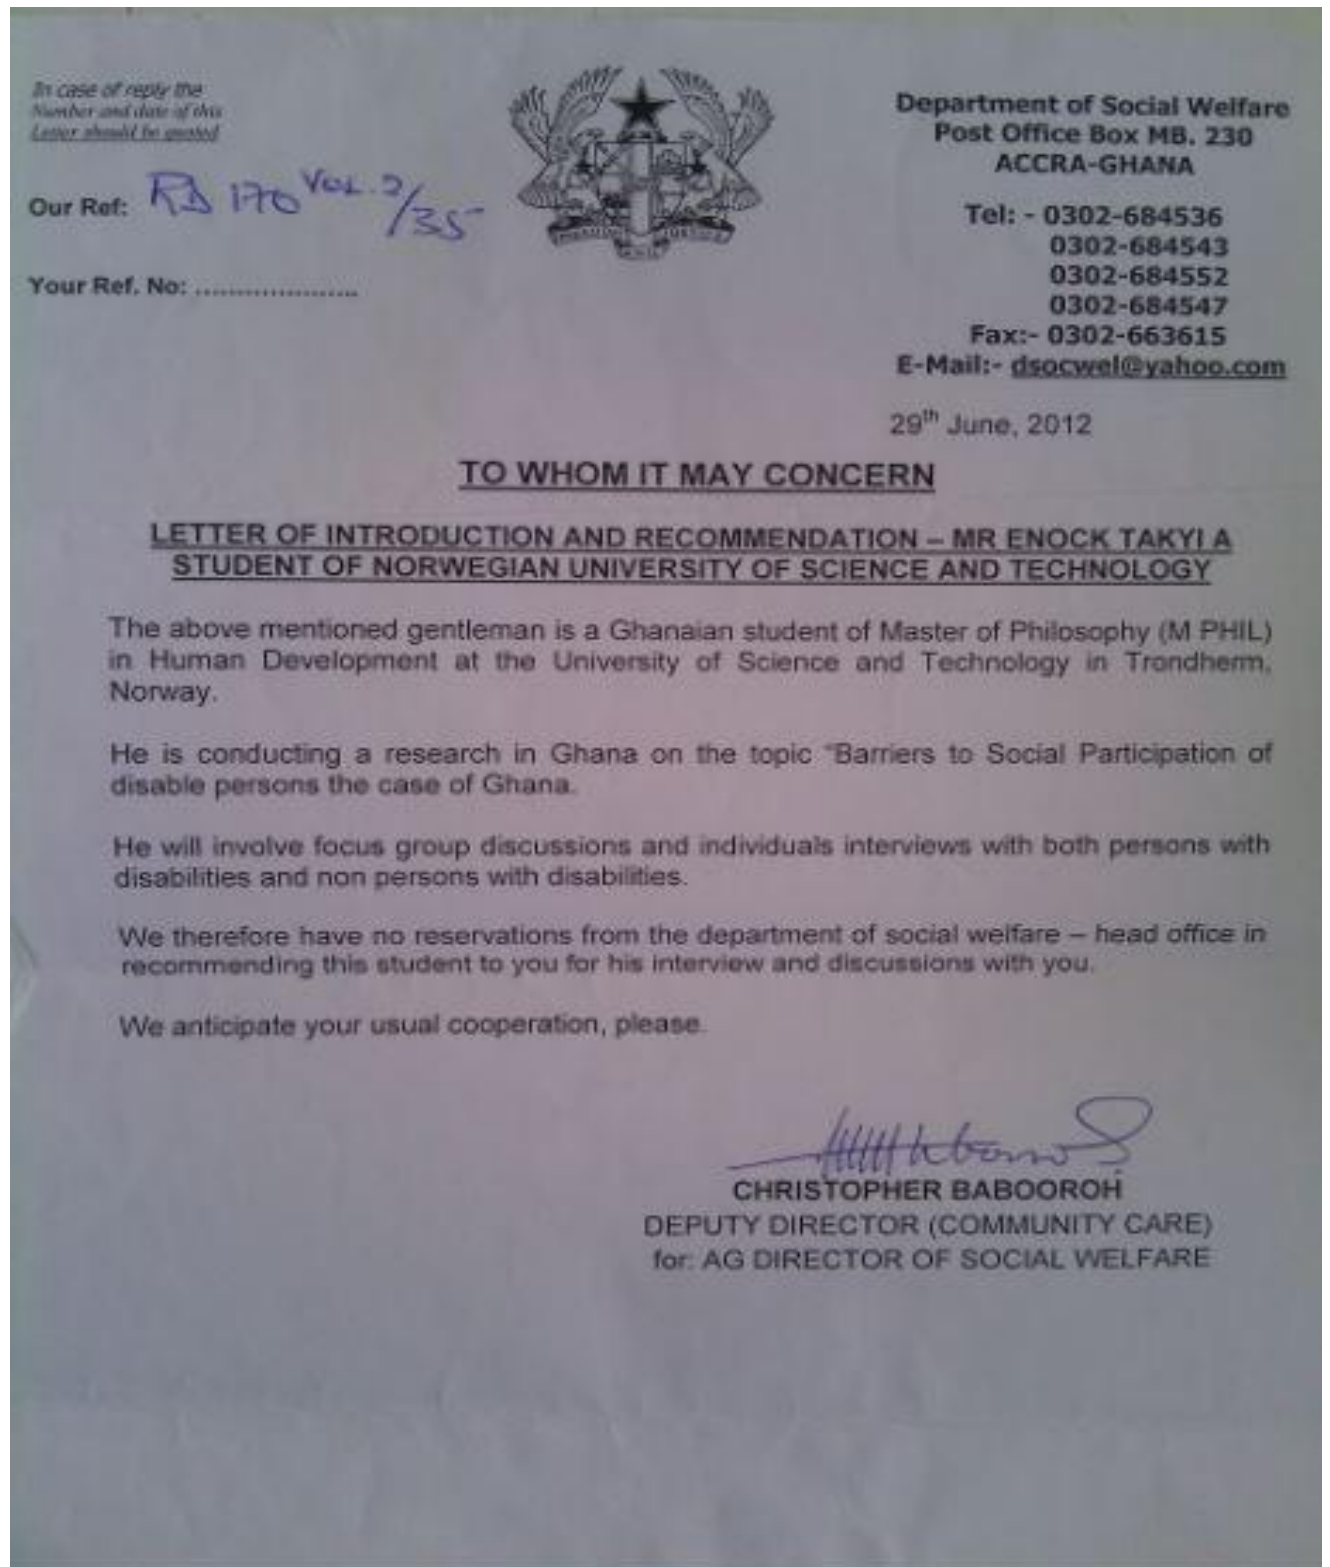 In case of reply the
Number and date of this
Letter should be quoted
Our Ref: RD 170 VOL. 2/35
Your Ref. No: .....................
Department of Social Welfare
Post Office Box MB. 230
ACCRA-GHANA
Tel: - 0302-684536
0302-684543
0302-684552
0302-684547
Fax:- 0302-663615
E-Mail:- dsocwel@yahoo.com
29th June, 2012
TO WHOM IT MAY CONCERN
LETTER OF INTRODUCTION AND RECOMMENDATION – MR ENOCK TAKYI A
STUDENT OF NORWEGIAN UNIVERSITY OF SCIENCE AND TECHNOLOGY
The above mentioned gentleman is a Ghanaian student of Master of Philosophy (M PHIL)
in Human Development at the University of Science and Technology in Trondherm,
Norway.
He is conducting a research in Ghana on the topic "Barriers to Social Participation of
disable persons the case of Ghana.
He will involve focus group discussions and individuals interviews with both persons with
disabilities and non persons with disabilities.
We therefore have no reservations from the department of social welfare – head office in
recommending this student to you for his interview and discussions with you.
We anticipate your usual cooperation, please.
CHRISTOPHER BABOOROH
DEPUTY DIRECTOR (COMMUNITY CARE)
for: AG DIRECTOR OF SOCIAL WELFARE